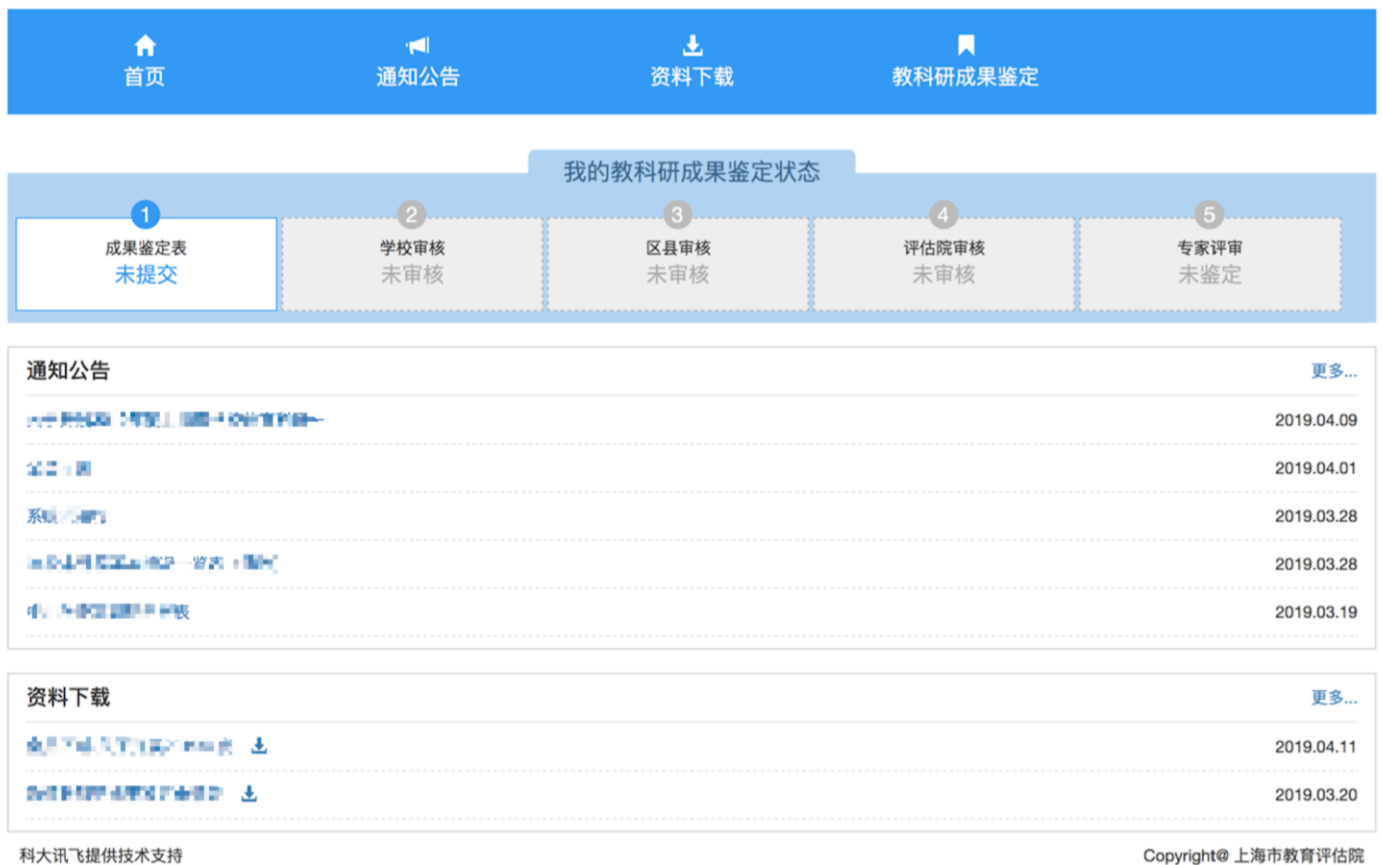 首页 通知公告 资料下载 教科研成果鉴定
我的教科研成果鉴定状态
1 2 3 4 5
成果鉴定表 学校审核 区县审核 评估院审核 专家评审
未提交 未审核 未审核 未审核 未鉴定
通知公告 更多...
2019.04.09
2019.04.01
系统 2019.03.28
2019.03.28
2019.03.19
资料下载 更多...
2019.04.11
2019.03.20
科大讯飞提供技术支持 Copyright@ 上海市教育评估院